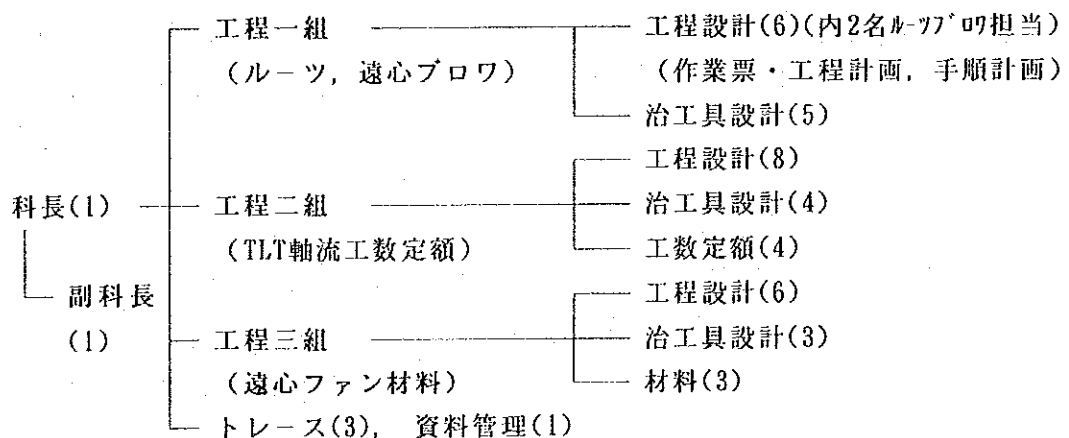 工程一組
工程設計(6)(内2名ルーツブロワ担当)
(ルーツ, 遠心ブロワ)
(作業票・工程計画, 手順計画)
治工具設計(5)
工程設計(8)
科長(1)
工程二組
治工具設計(4)
(TLT軸流工数定額)
工数定額(4)
副科長
工程設計(6)
(1)
工程三組
治工具設計(3)
(遠心ファン材料)
材料(3)
トレース(3), 資料管理(1)